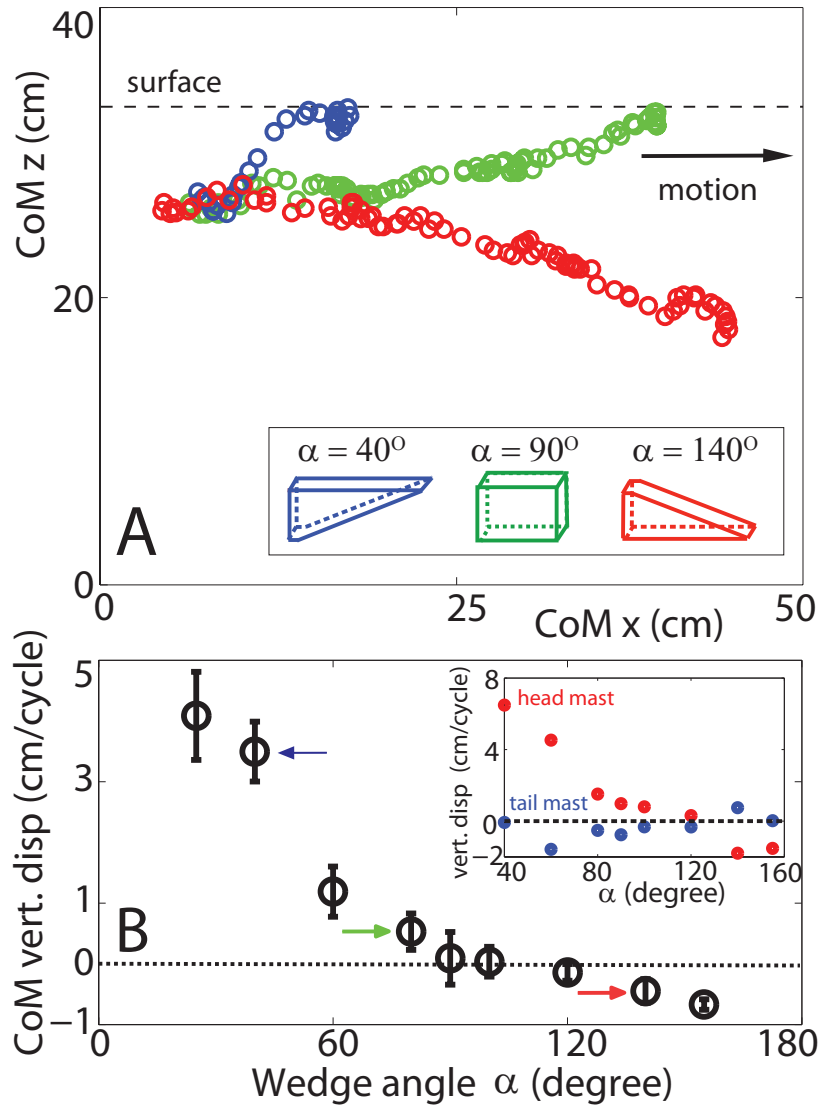 40
surface
CoM z (cm)
motion
20
α = 40° α = 90° α = 140°
A
0
0 25 50
CoM x (cm)
5
8
head mast
4
3
vert. disp (cm/cycle)
tail mast
0
−2
40 80 120 160
α (degree)
CoM vert. disp (cm/cycle)
1
B
0
−1
0 60 120 180
Wedge angle α (degree)